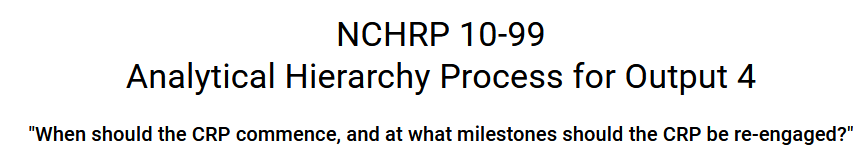 NCHRP 10-99
Analytical Hierarchy Process for Output 4
"When should the CRP commence, and at what milestones should the CRP be re-engaged?"